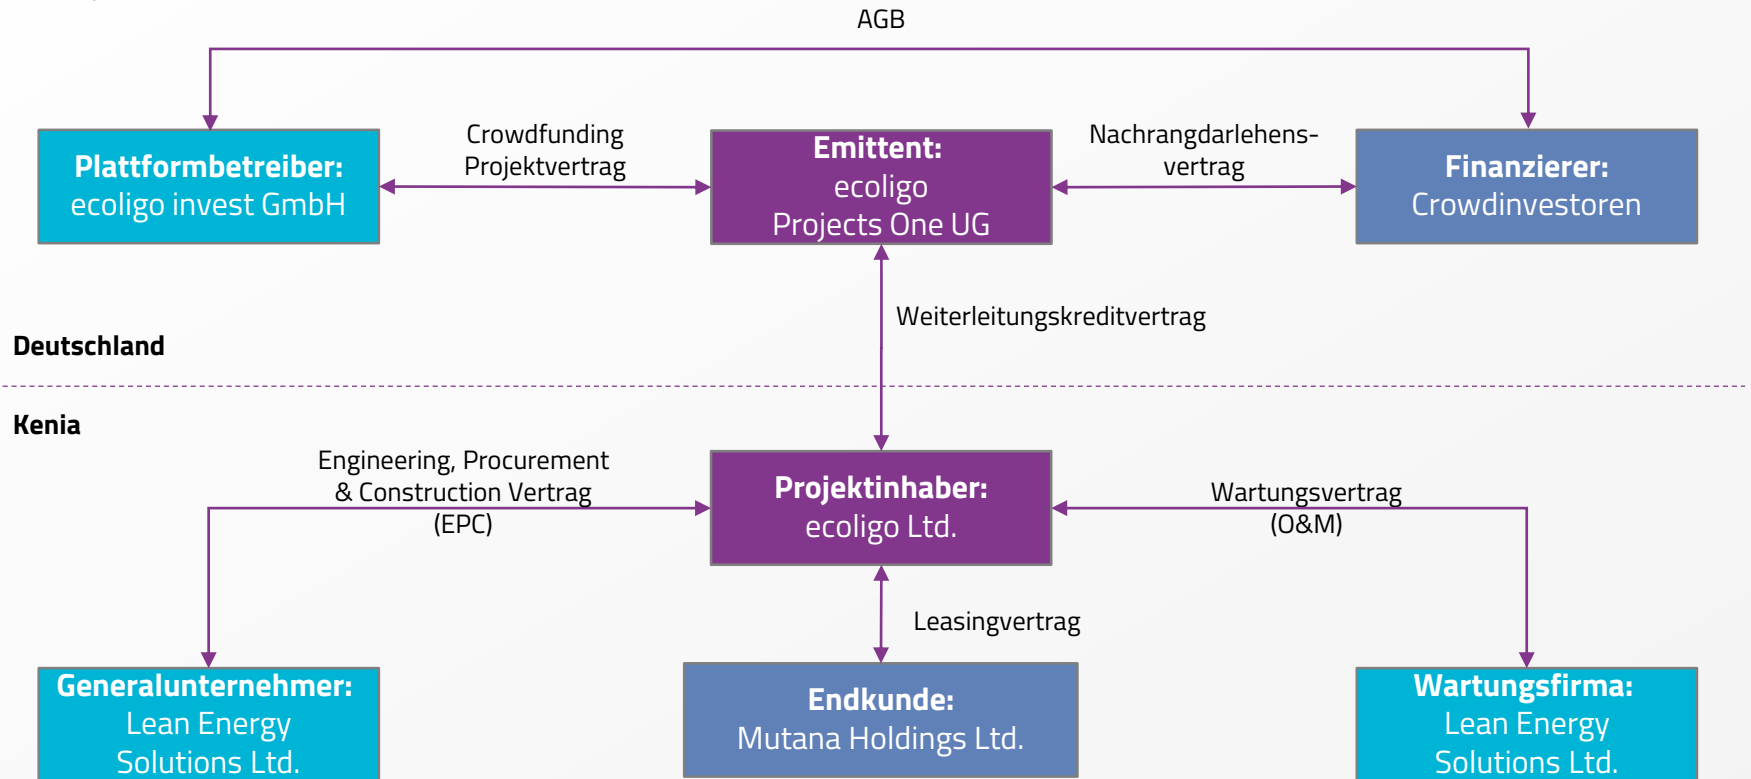 AGB
Plattformbetreiber:
ecoligo invest GmbH
Crowdfunding
Projektvertrag
Emittent:
ecoligo
Projects One UG
Nachrangdarlehens-
vertrag
Finanzierer:
Crowdinvestoren
Weiterleitungskreditvertrag
Deutschland
Kenia
Engineering, Procurement
& Construction Vertrag
(EPC)
Projektinhaber:
ecoligo Ltd.
Wartungsvertrag
(O&M)
Leasingvertrag
Generalunternehmer:
Lean Energy
Solutions Ltd.
Endkunde:
Mutana Holdings Ltd.
Wartungsfirma:
Lean Energy
Solutions Ltd.